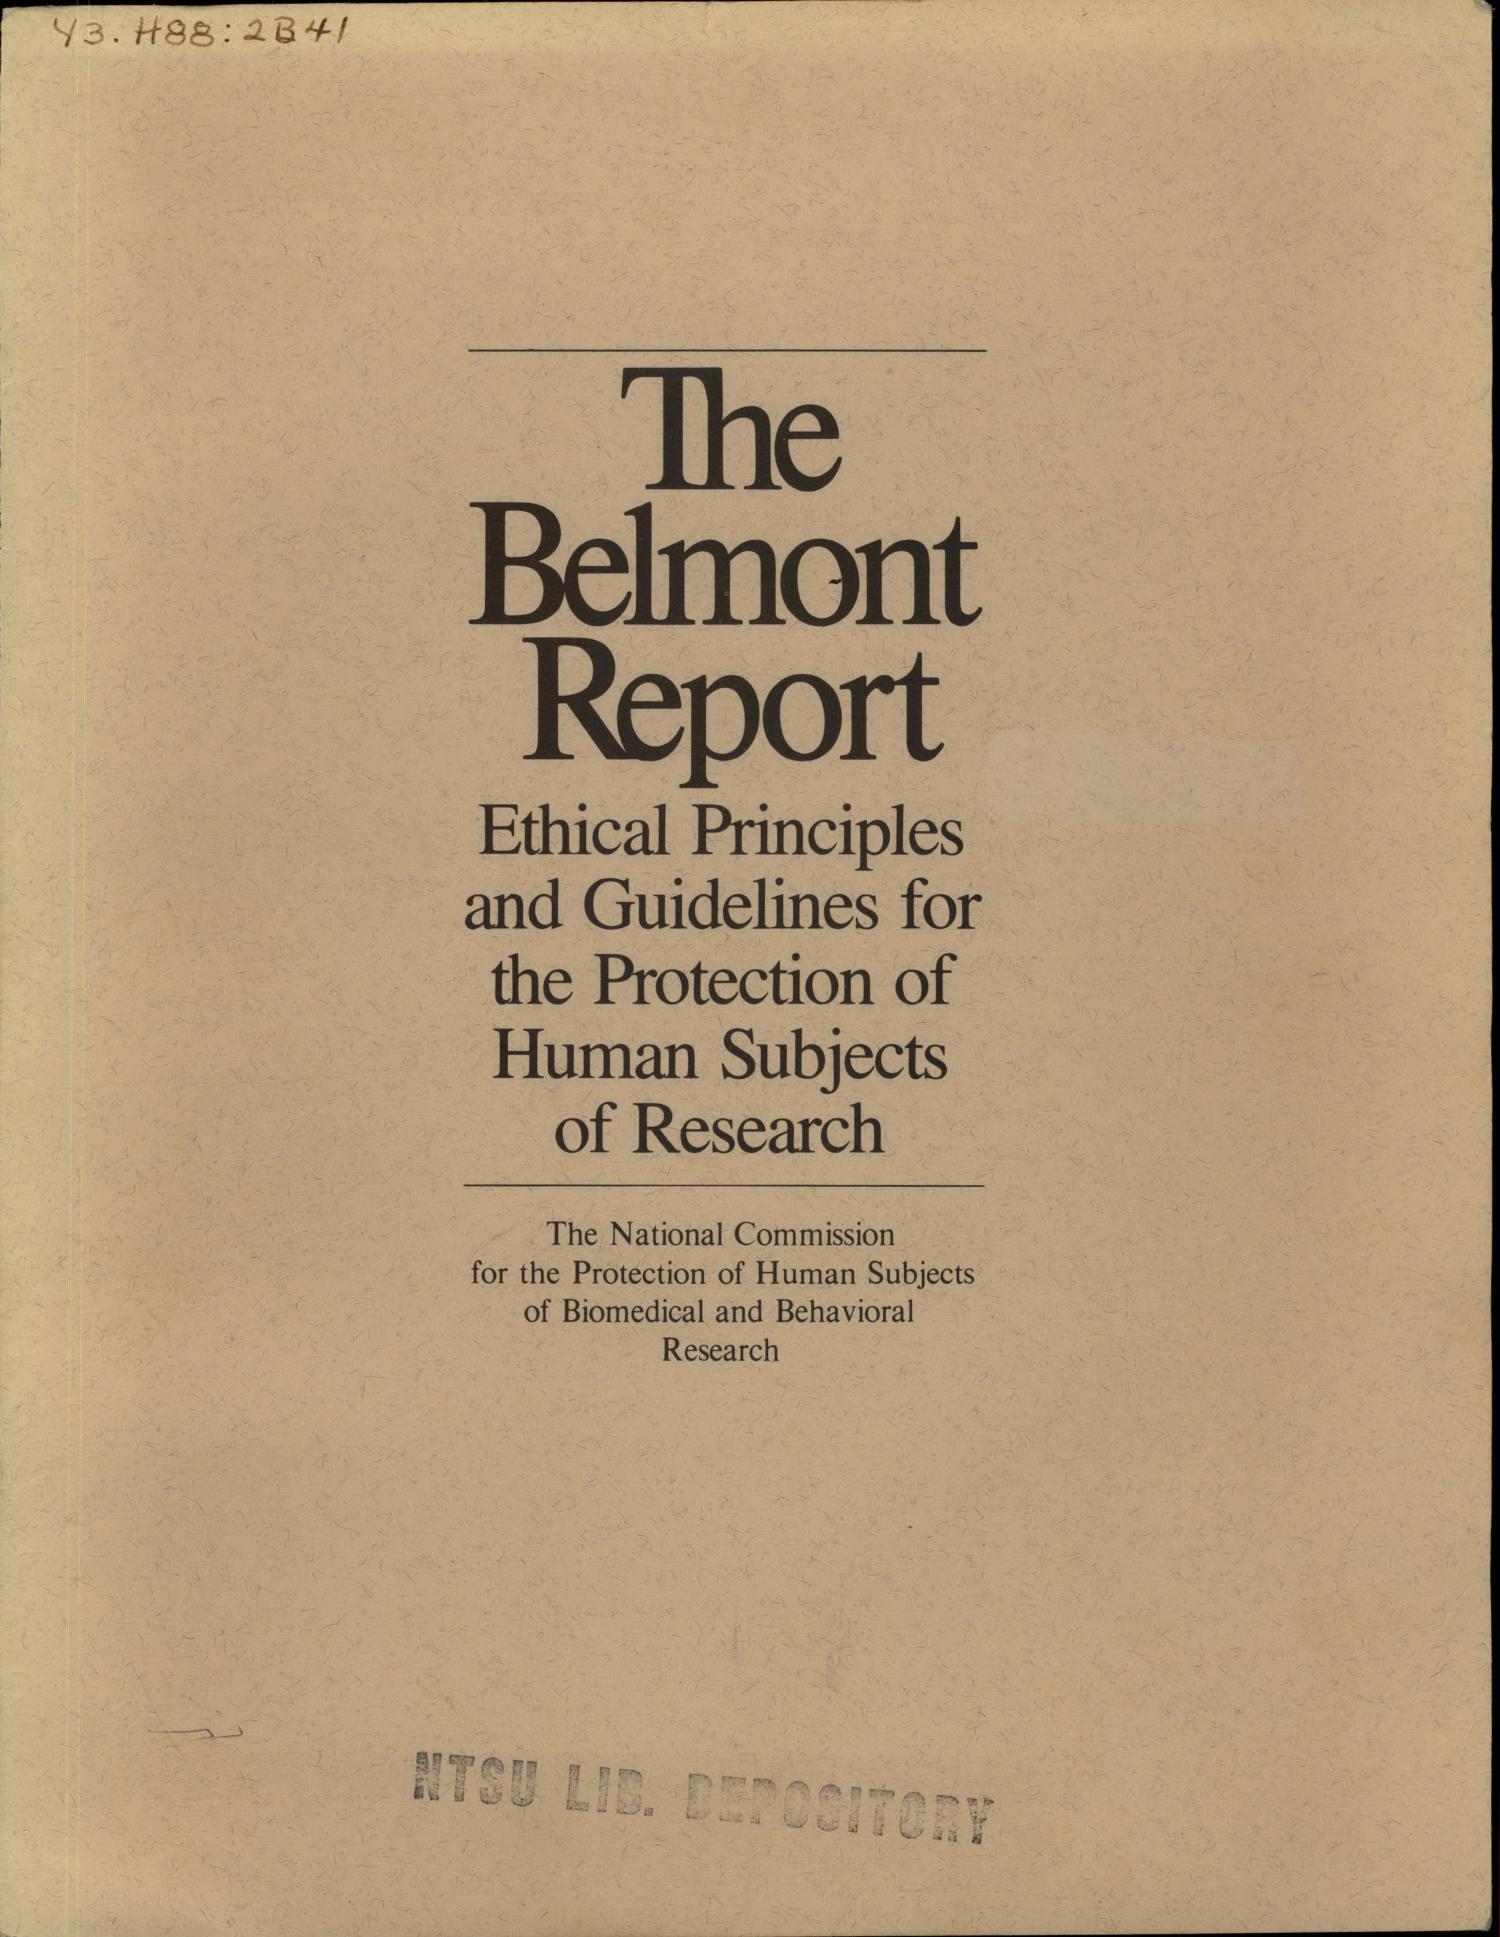 Y3.H88:2B41
The
Belmont
Report
Ethical Principles
and Guidelines for
the Protection of
Human Subjects
of Research
The National Commission
for the Protection of Human Subjects
of Biomedical and Behavioral
Research
NTSU LIB. DEPOSITORY